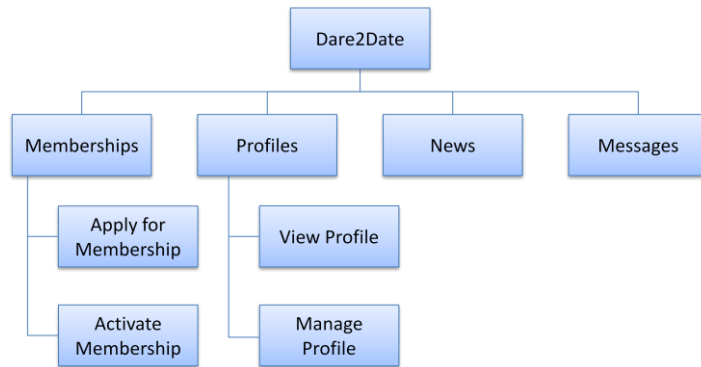 Dare2Date
Memberships
Profiles
News
Messages
Apply for
Membership
View Profile
Activate
Membership
Manage
Profile